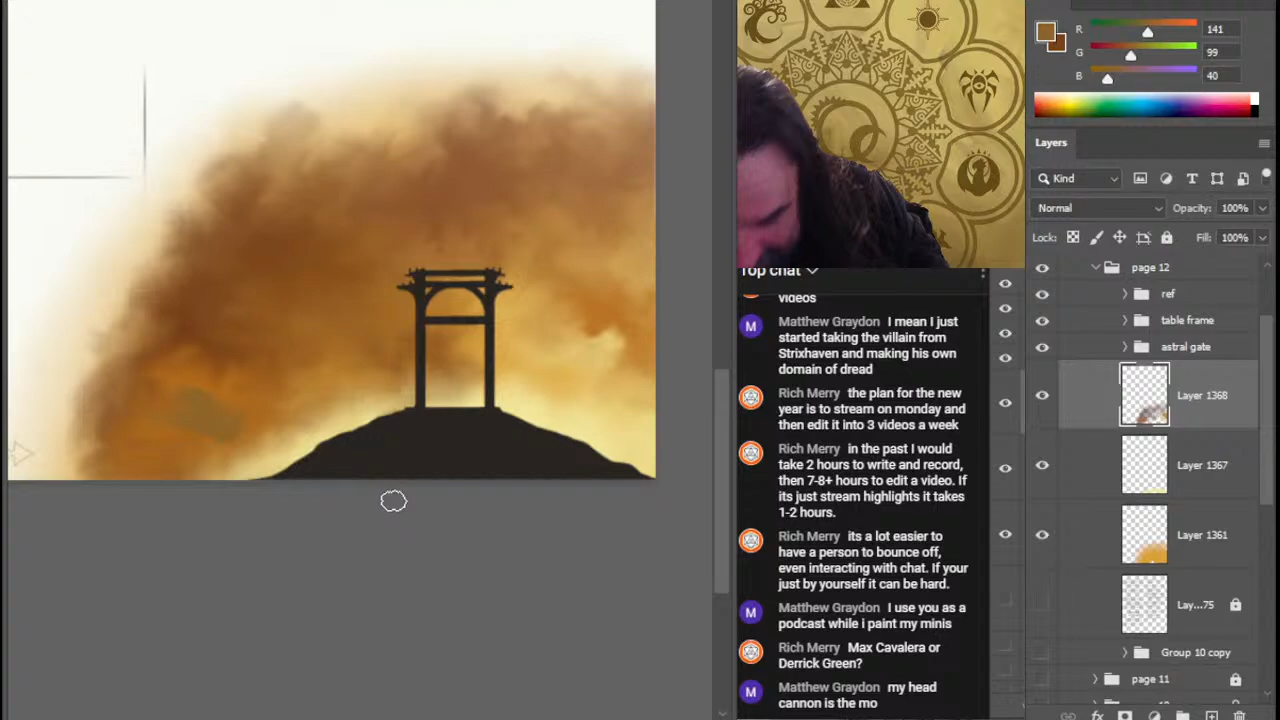 R
141
G
99
B
40
Layers
Kind
Normal
Opacity: 100%
Lock:
Fill: 100%
page 12
ref
table frame
astral gate
Layer 1368
Layer 1367
Layer 1361
Lay...75
Group 10 copy
page 11
Top chat
videos
Matthew Graydon I mean I just
started taking the villain from
Strixhaven and making his own
domain of dread
Rich Merry the plan for the new
year is to stream on monday and
then edit it into 3 videos a week
Rich Merry in the past I would
take 2 hours to write and record,
then 7-8+ hours to edit a video. If
its just stream highlights it takes
1-2 hours.
Rich Merry its a lot easier to
have a person to bounce off,
even interacting with chat. If your
just by yourself it can be hard.
M
Matthew Graydon I use you as a
podcast while i paint my minis
Rich Merry Max Cavalera or
Derrick Green?
M
Matthew Graydon my head
cannon is the mo